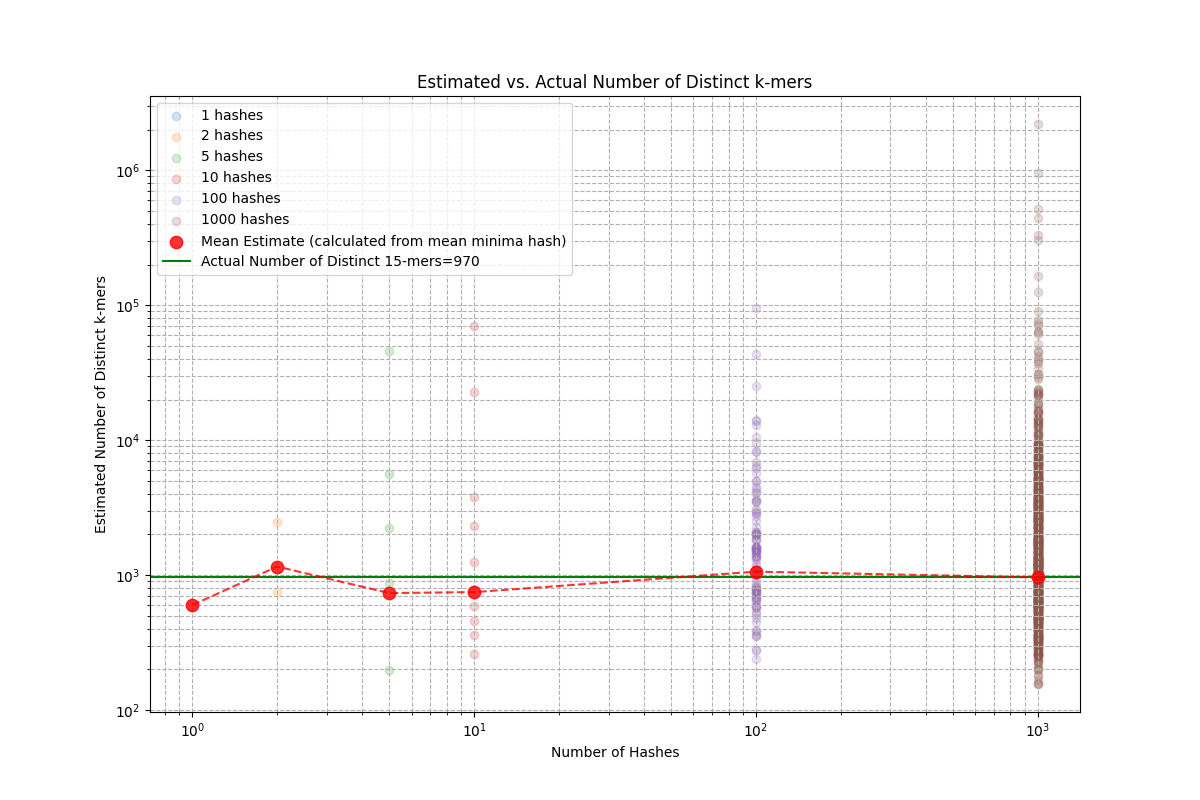 Estimated vs. Actual Number of Distinct k-mers
1 hashes
2 hashes
5 hashes
10 hashes
100 hashes
1000 hashes
Mean Estimate (calculated from mean minima hash)
Actual Number of Distinct 15-mers=970
Estimated Number of Distinct k-mers
10⁶
10⁵
10⁴
10³
10²
10⁰
10¹
10²
10³
Number of Hashes